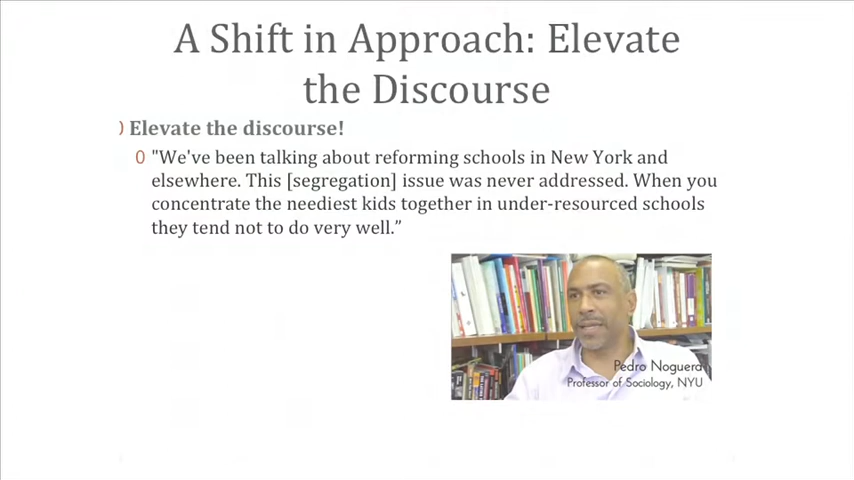 A Shift in Approach: Elevate
the Discourse
Elevate the discourse!
"We've been talking about reforming schools in New York and
elsewhere. This [segregation] issue was never addressed. When you
concentrate the neediest kids together in under-resourced schools
they tend not to do very well.”
Pedro Noguera
Professor of Sociology, NYU